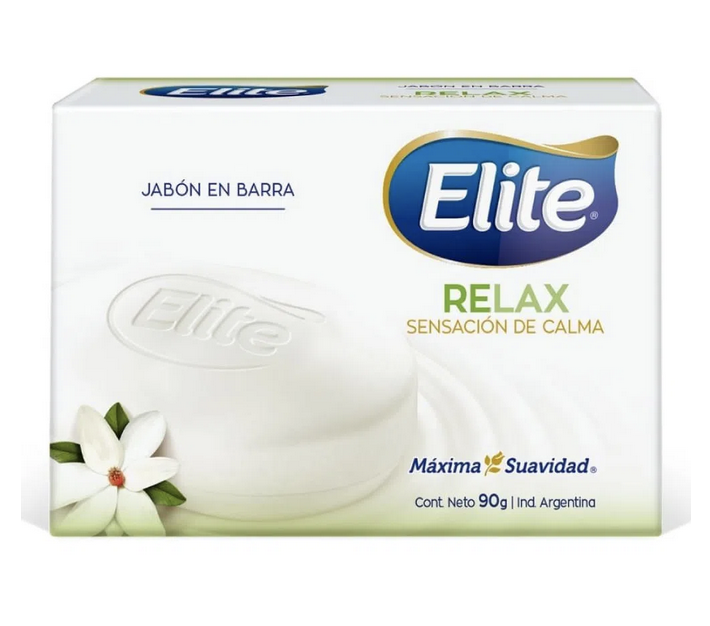 Elite
JABÓN EN BARRA
RELAX
SENSACIÓN DE CALMA
JABÓN EN BARRA
Elite®
RELAX
SENSACIÓN DE CALMA
Elite
Máxima Suavidad®
Cont. Neto 90g | Ind. Argentina